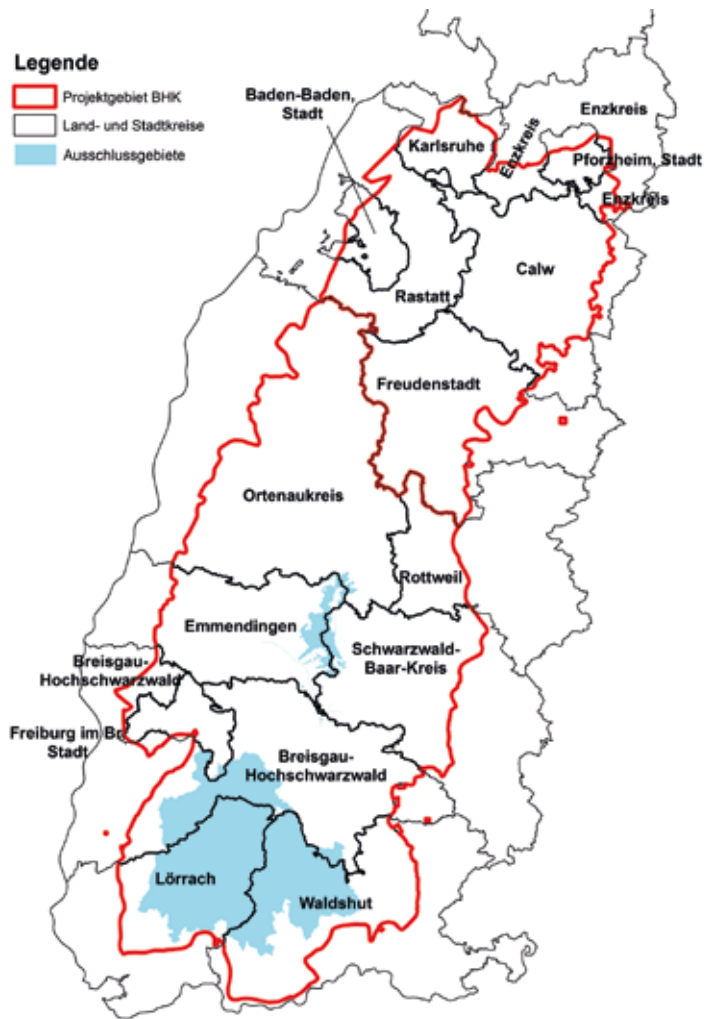 Legende
Projektgebiet BHK
Land- und Stadtkreise
Ausschlussgebiete
Baden-Baden,
Stadt
Karlsruhe
Enzkreis
Enzkreis
Pforzheim, Stadt
Enzkreis
Calw
Rastatt
Freudenstadt
Ortenaukreis
Rottweil
Emmendingen
Schwarzwald-
Baar-Kreis
Breisgau-
Hochschwarzwald
Freiburg im Br
Stadt
Breisgau-
Hochschwarzwald
Lörrach
Waldshut